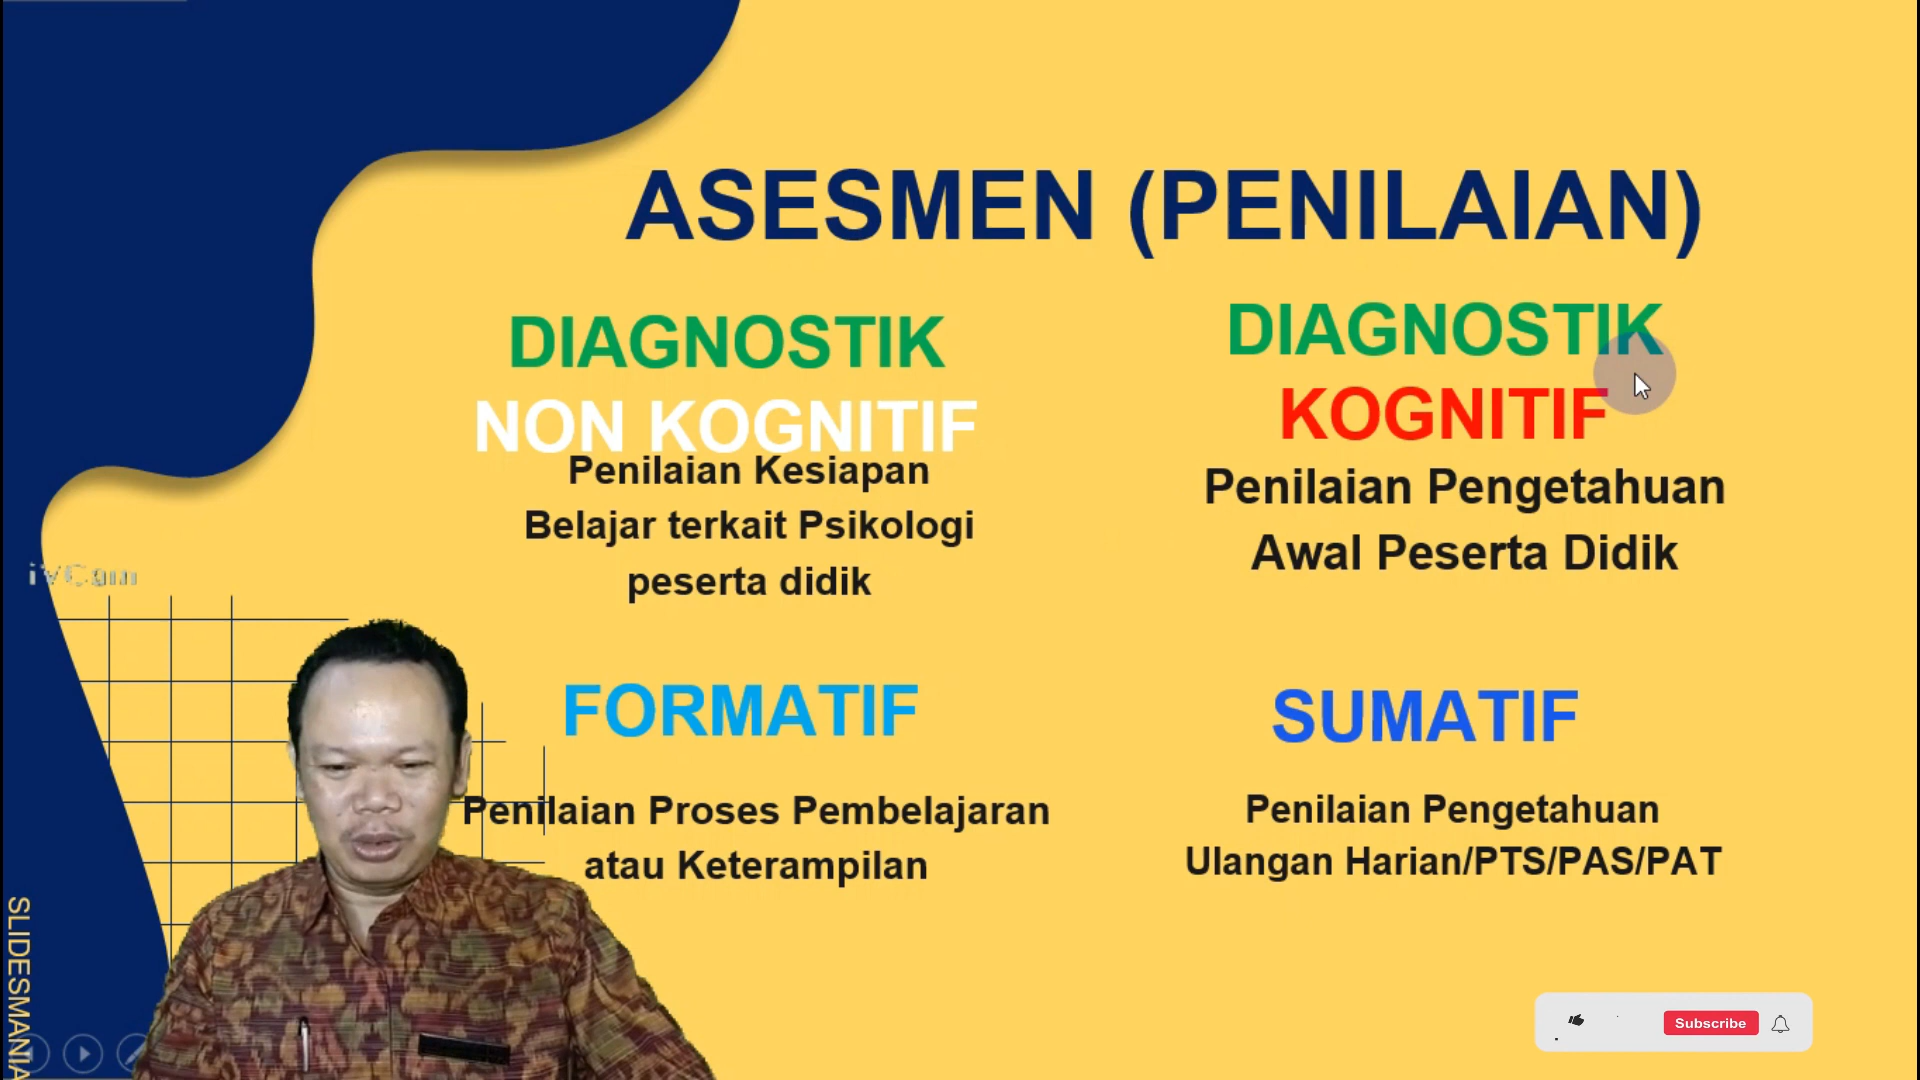 ASESMEN (PENILAIAN)
DIAGNOSTIK
NON KOGNITIF
Penilaian Kesiapan
Belajar terkait Psikologi
peserta didik
DIAGNOSTIK
KOGNITIF
Penilaian Pengetahuan
Awal Peserta Didik
iVCam
FORMATIF
Penilaian Proses Pembelajaran
atau Keterampilan
SUMATIF
Penilaian Pengetahuan
Ulangan Harian/PTS/PAS/PAT
SLIDESMANIA
Subscribe